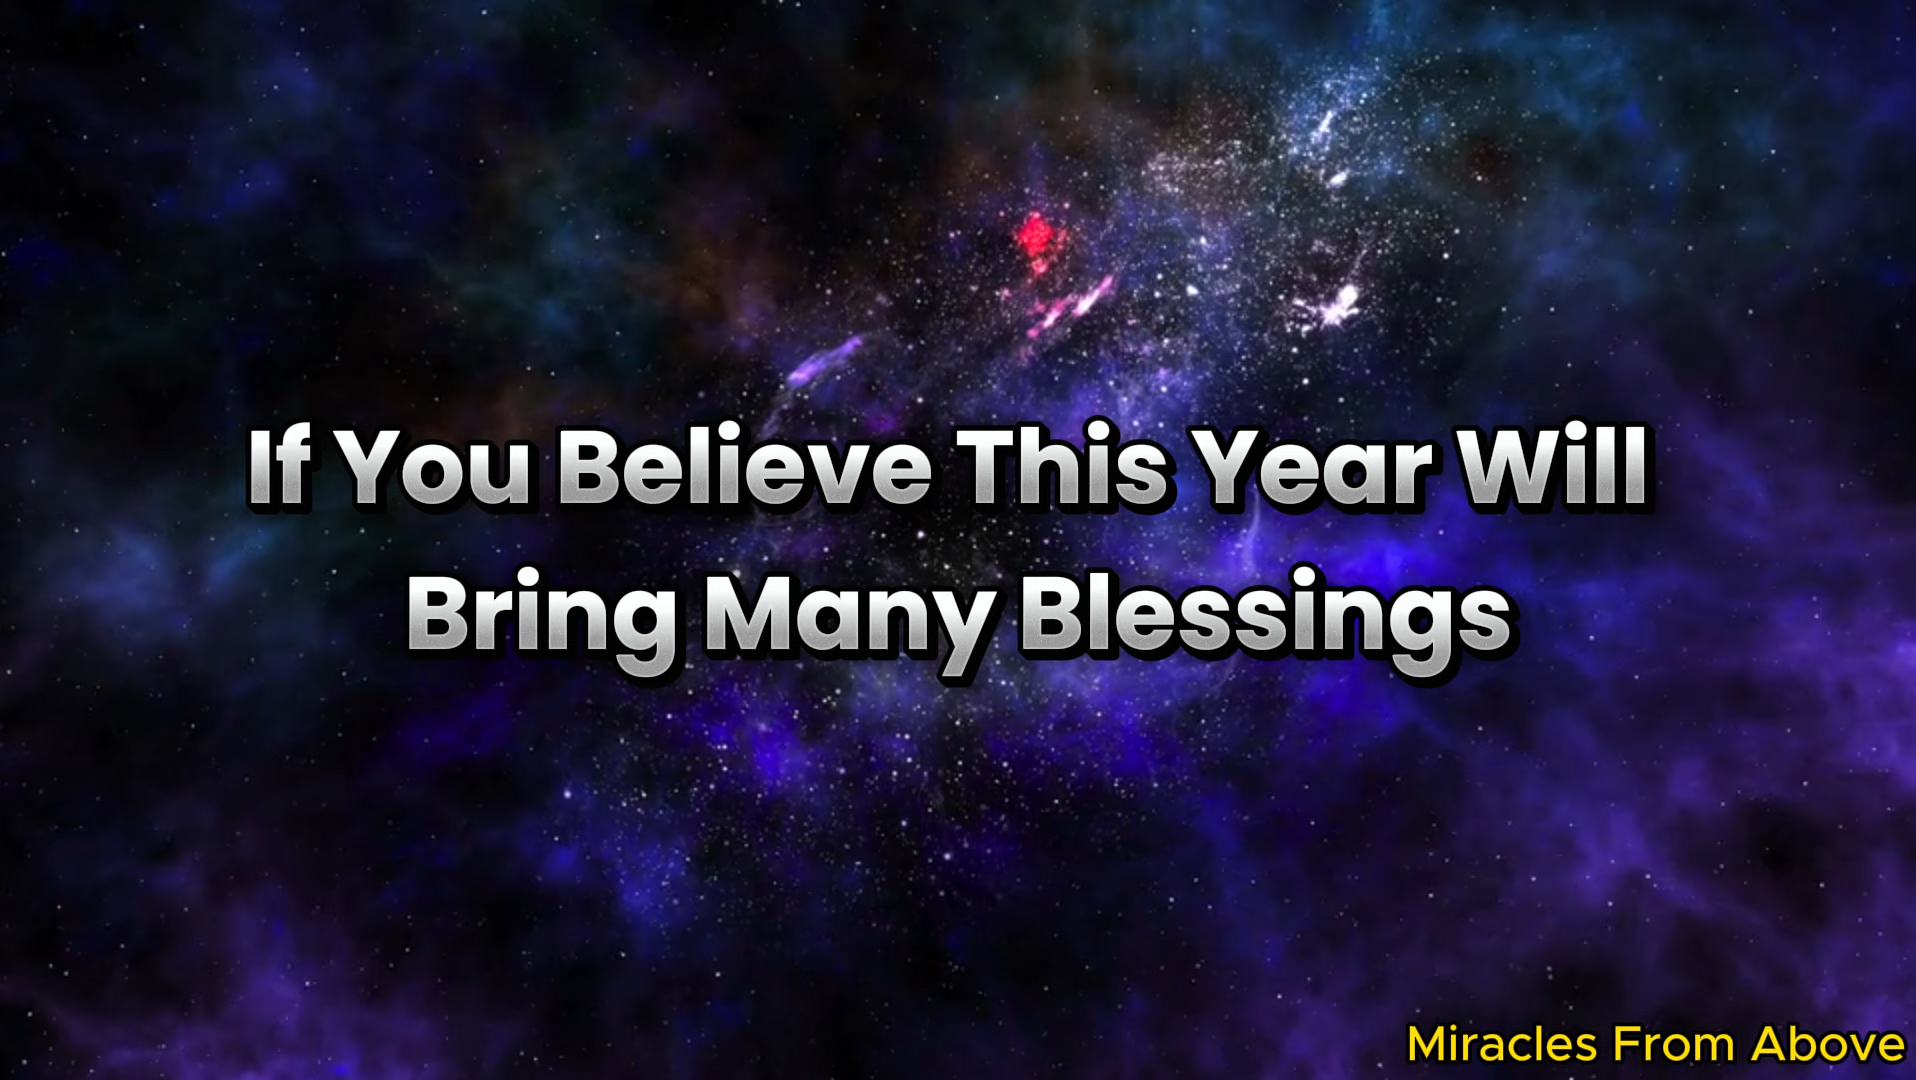 If You Believe This Year Will
Bring Many Blessings
Miracles From Above